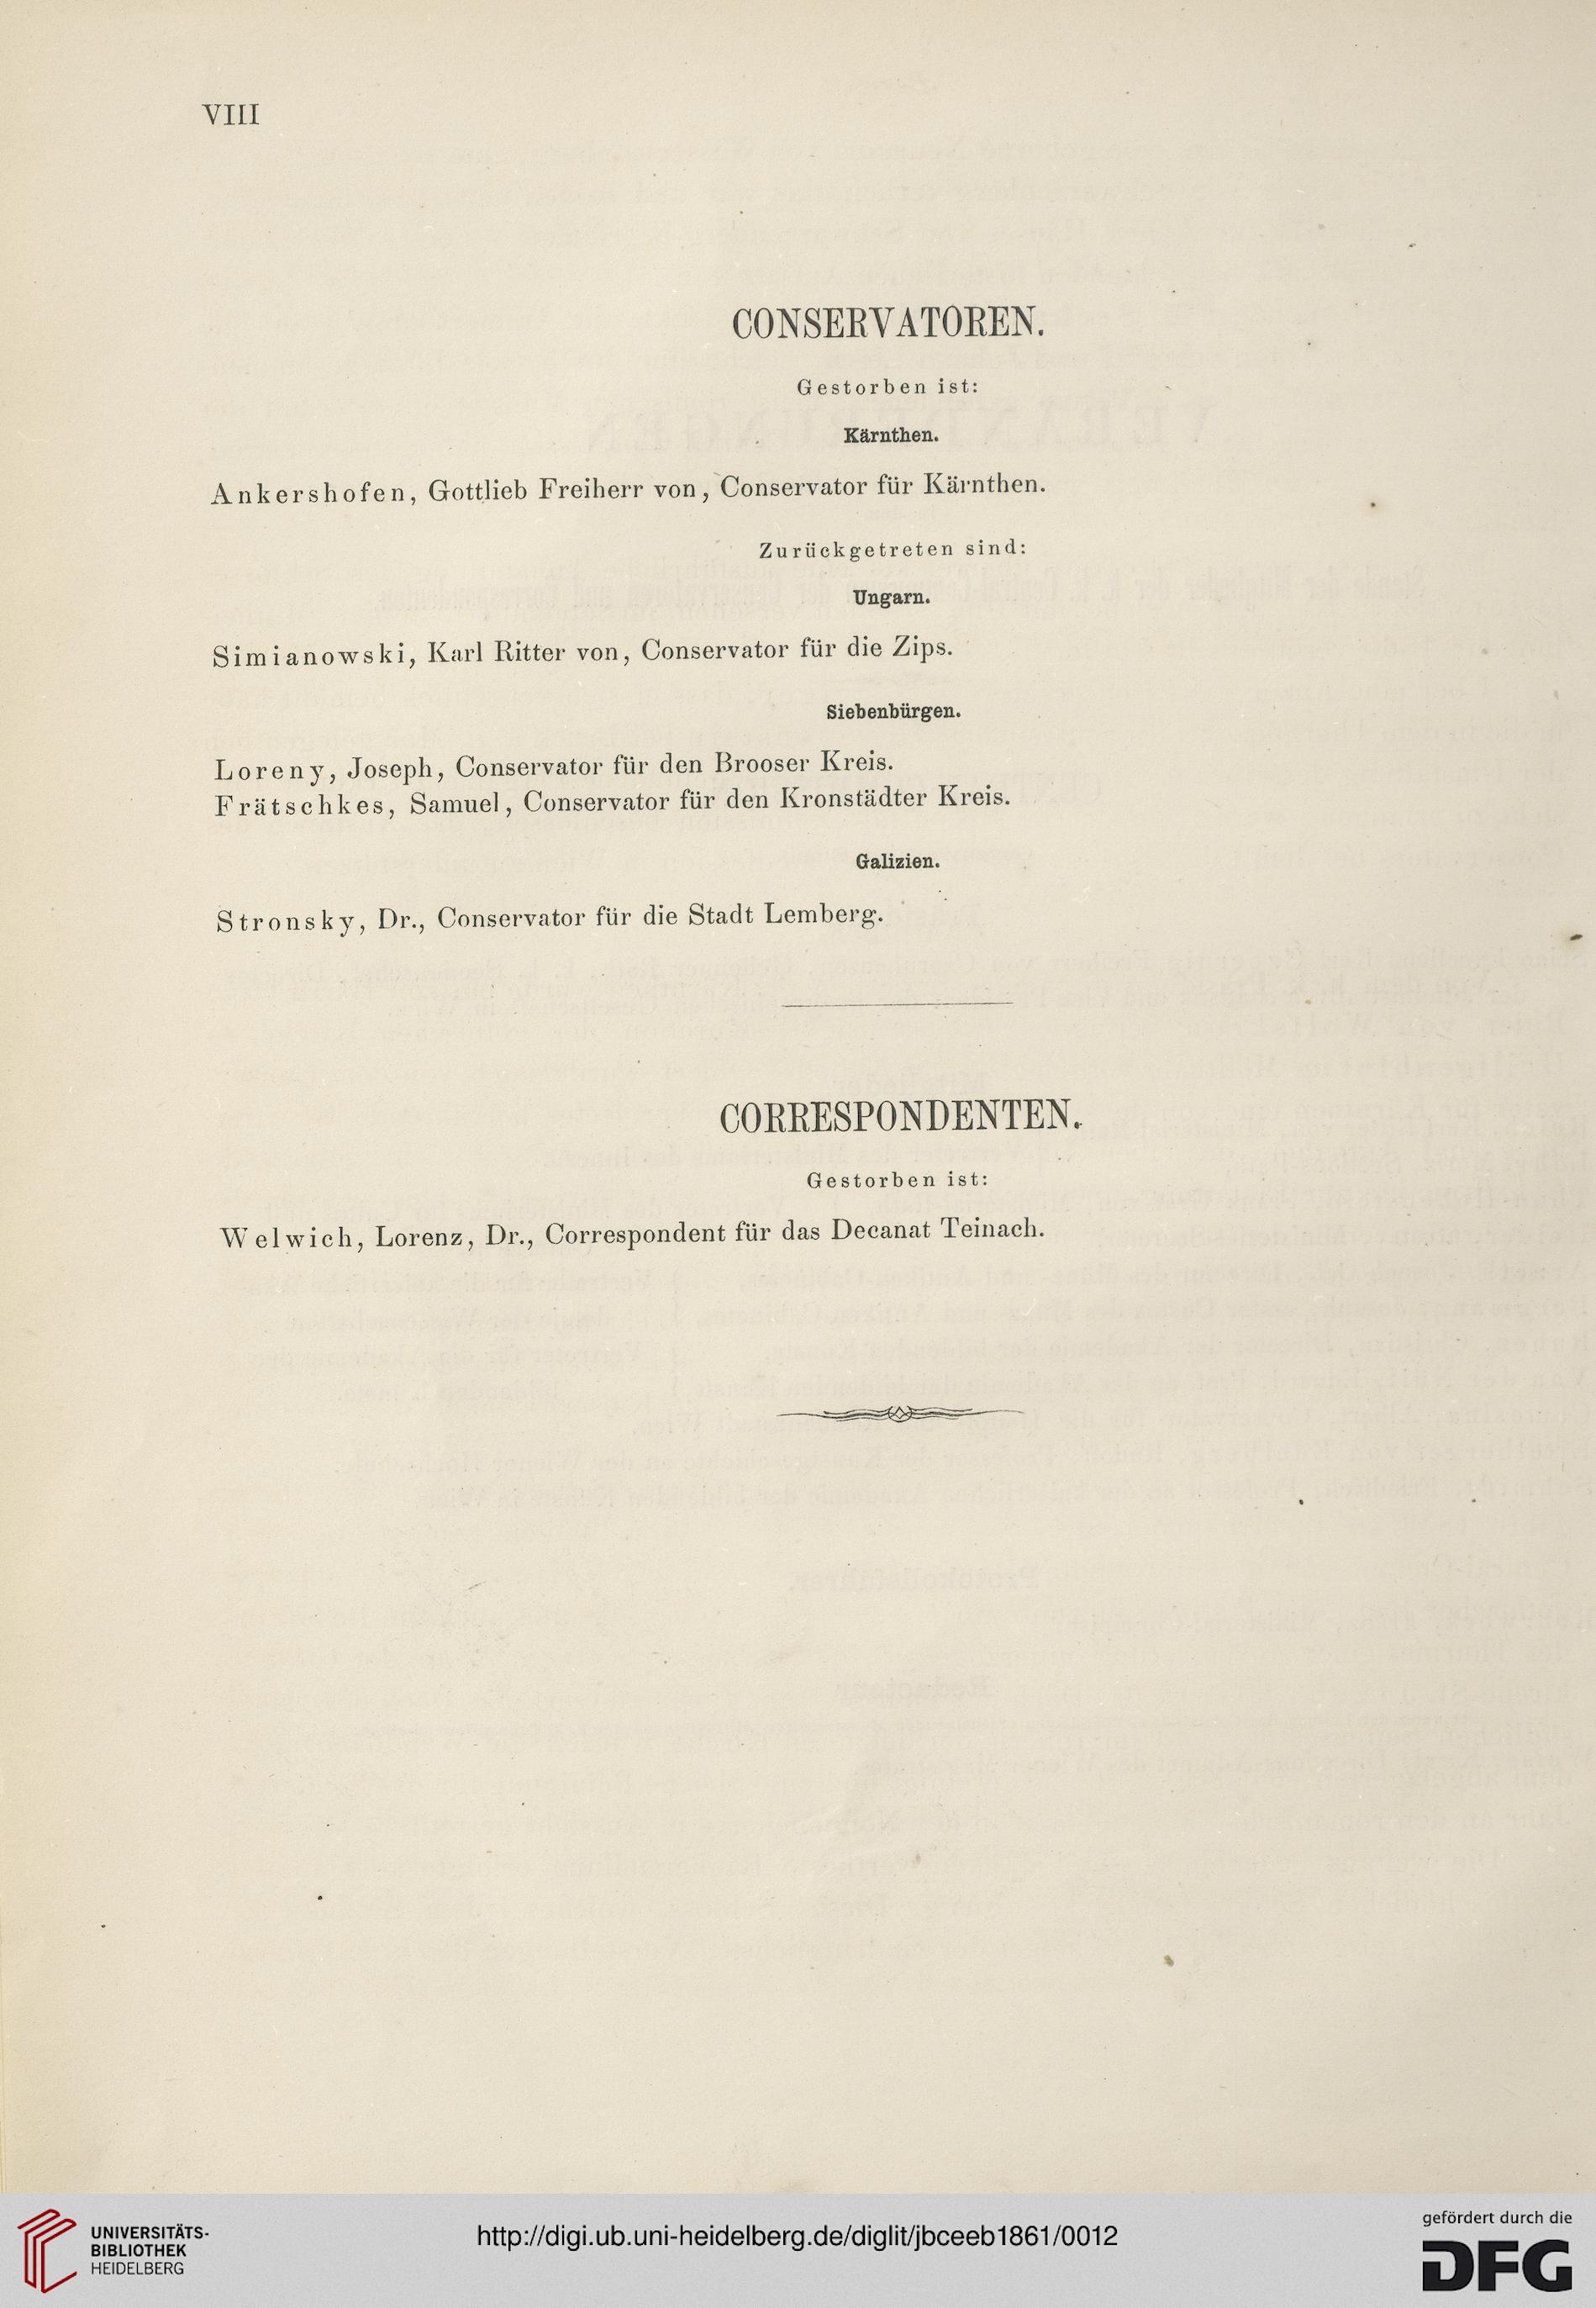 VIII
CONSERVATOREN.
Gestorben ist:
Kärnthen.
Ankershofen, Gottlieb Freiherr von, Conservator für Kärnthen.
Zurückgetreten sind:
Ungarn.
Simianowski, Karl Ritter von, Conservator für die Zips.
Siebenbürgen.
Loreny, Joseph, Conservator für den Brooser Kreis.
Frätschkes, Samuel, Conservator für den Kronstädter Kreis.
Galizien.
Stronsky, Dr., Conservator für die Stadt Lemberg.
CORRESPONDENTEN.
Gestorben ist:
Welwich, Lorenz, Dr., Correspondent für das Decanat Teinach.
UNIVERSITÄTS-
BIBLIOTHEK
HEIDELBERG
http://digi.ub.uni-heidelberg.de/diglit/jbceeb1861/0012
gefördert durch die
DFG